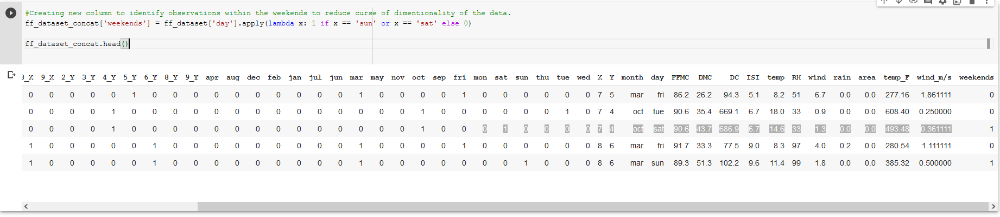 #Creating new column to identify observations within the weekends to reduce curse of dimentionality of the data.
ff_dataset_concat['weekends'] = ff_dataset['day'].apply(lambda x: 1 if x == 'sun' or x == 'sat' else 0)
ff_dataset_concat.head()
8_X 9_X 2_Y 3_Y 4_Y 5_Y 6_Y 8_Y 9_Y apr aug dec feb jan jul jun mar may nov oct sep fri mon sat sun thu tue wed X Y month day FFMC DMC DC ISI temp RH wind rain area temp_F wind_m/s weekends
0 0 0 0 0 1 0 0 0 0 0 0 0 0 0 0 1 0 0 0 0 1 0 0 0 0 0 0 7 5 mar fri 86.2 26.2 94.3 5.1 8.2 51 6.7 0.0 0.0 277.16 1.861111 0
0 0 0 0 1 0 0 0 0 0 0 0 0 0 0 0 0 0 0 1 0 0 0 0 0 0 1 0 7 4 oct tue 90.6 35.4 669.1 6.7 18.0 33 0.9 0.0 0.0 608.40 0.250000 0
0 0 0 0 1 0 0 0 0 0 0 0 0 0 0 0 0 0 0 1 0 0 0 1 0 0 0 0 7 4 oct sat 90.6 43.7 686.9 6.7 14.6 33 1.3 0.0 0.0 493.48 0.361111 1
1 0 0 0 0 0 1 0 0 0 0 0 0 0 0 0 1 0 0 0 0 1 0 0 0 0 0 0 8 6 mar fri 91.7 33.3 77.5 9.0 8.3 97 4.0 0.2 0.0 280.54 1.111111 0
1 0 0 0 0 0 1 0 0 0 0 0 0 0 0 0 1 0 0 0 0 0 0 0 1 0 0 0 8 6 mar sun 89.3 51.3 102.2 9.6 11.4 99 1.8 0.0 0.0 385.32 0.500000 1